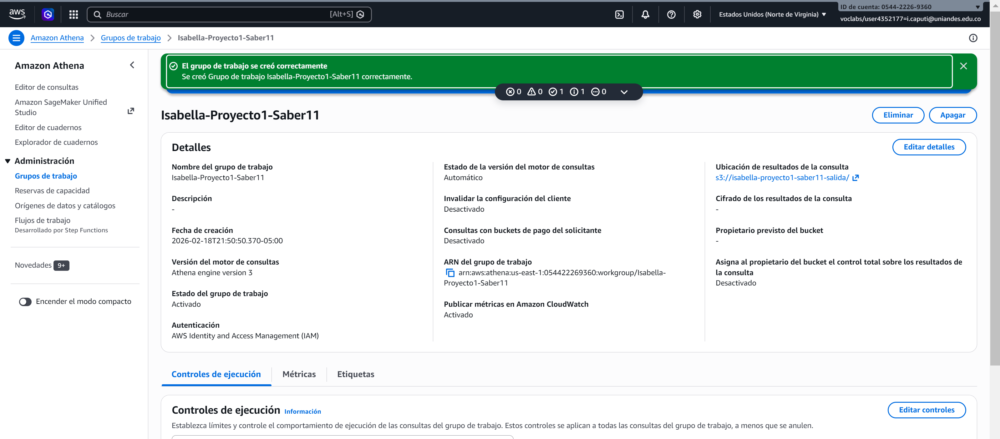 aws
Buscar
[Alt+S]
Estados Unidos (Norte de Virginia)
ID de cuenta: 0544-2226-9360
voclabs/user4352177=i.caputi@uniandes.edu.co
Amazon Athena
Grupos de trabajo
Isabella-Proyecto1-Saber11
Amazon Athena
Editor de consultas
Amazon SageMaker Unified
Studio
Editor de cuadernos
Explorador de cuadernos
Administración
Grupos de trabajo
Reservas de capacidad
Orígenes de datos y catálogos
Flujos de trabajo
Desarrollado por Step Functions
Novedades 9+
Encender el modo compacto
El grupo de trabajo se creó correctamente
Se creó Grupo de trabajo Isabella-Proyecto1-Saber11 correctamente.
0 0 1 1 0
Isabella-Proyecto1-Saber11
Eliminar
Apagar
Detalles
Editar detalles
Nombre del grupo de trabajo
Isabella-Proyecto1-Saber11
Descripción
-
Fecha de creación
2026-02-18T21:50:50.370-05:00
Versión del motor de consultas
Athena engine version 3
Estado del grupo de trabajo
Activado
Autenticación
AWS Identity and Access Management (IAM)
Estado de la versión del motor de consultas
Automático
Invalidar la configuración del cliente
Desactivado
Consultas con buckets de pago del solicitante
Desactivado
ARN del grupo de trabajo
arn:aws:athena:us-east-1:054422269360:workgroup/Isabella-
Proyecto1-Saber11
Publicar métricas en Amazon CloudWatch
Activado
Ubicación de resultados de la consulta
s3://isabella-proyecto1-saber11-salida/
Cifrado de los resultados de la consulta
-
Propietario previsto del bucket
-
Asigna al propietario del bucket el control total sobre los resultados de
la consulta
Desactivado
Controles de ejecución
Métricas
Etiquetas
Controles de ejecución Información
Editar controles
Establezca límites y controle el comportamiento de ejecución de las consultas del grupo de trabajo. Estos controles se aplican a todas las consultas del grupo de trabajo, a menos que se anulen.